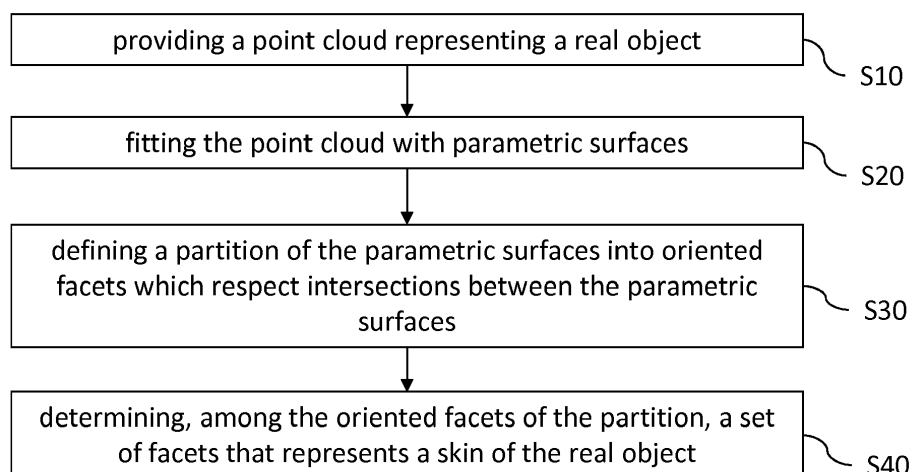 providing a point cloud representing a real object
S10
fitting the point cloud with parametric surfaces
S20
defining a partition of the parametric surfaces into oriented
facets which respect intersections between the parametric
surfaces
S30
determining, among the oriented facets of the partition, a set
of facets that represents a skin of the real object
S40